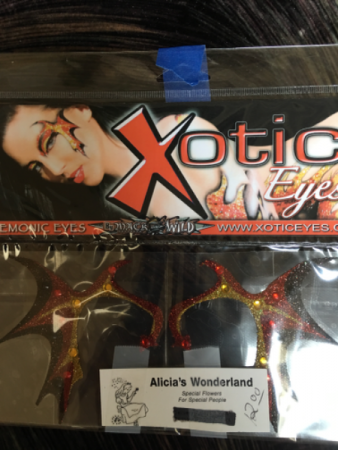 Xotic
Eyes
EMONIC EYES
WILD
WWW.XOTICEYES.C
Alicia's Wonderland
Special Flowers
For Special People